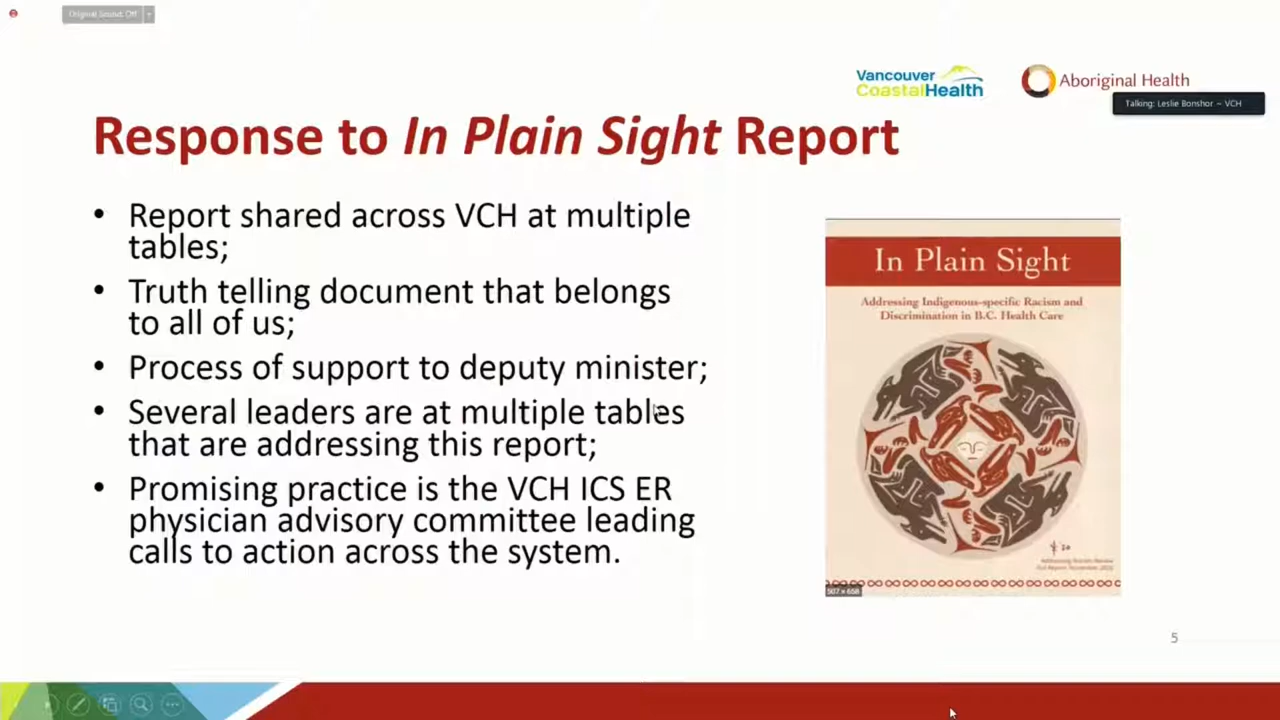 Original Sound: Off
Vancouver
CoastalHealth
Aboriginal Health
Talking: Leslie Bonshor - VCH
Response to In Plain Sight Report
• Report shared across VCH at multiple
tables;
• Truth telling document that belongs
to all of us;
• Process of support to deputy minister;
• Several leaders are at multiple tables
that are addressing this report;
• Promising practice is the VCH ICS ER
physician advisory committee leading
calls to action across the system.
In Plain Sight
Addressing Indigenous-specific Racism and
Discrimination in B.C. Health Care
507 × 658
5